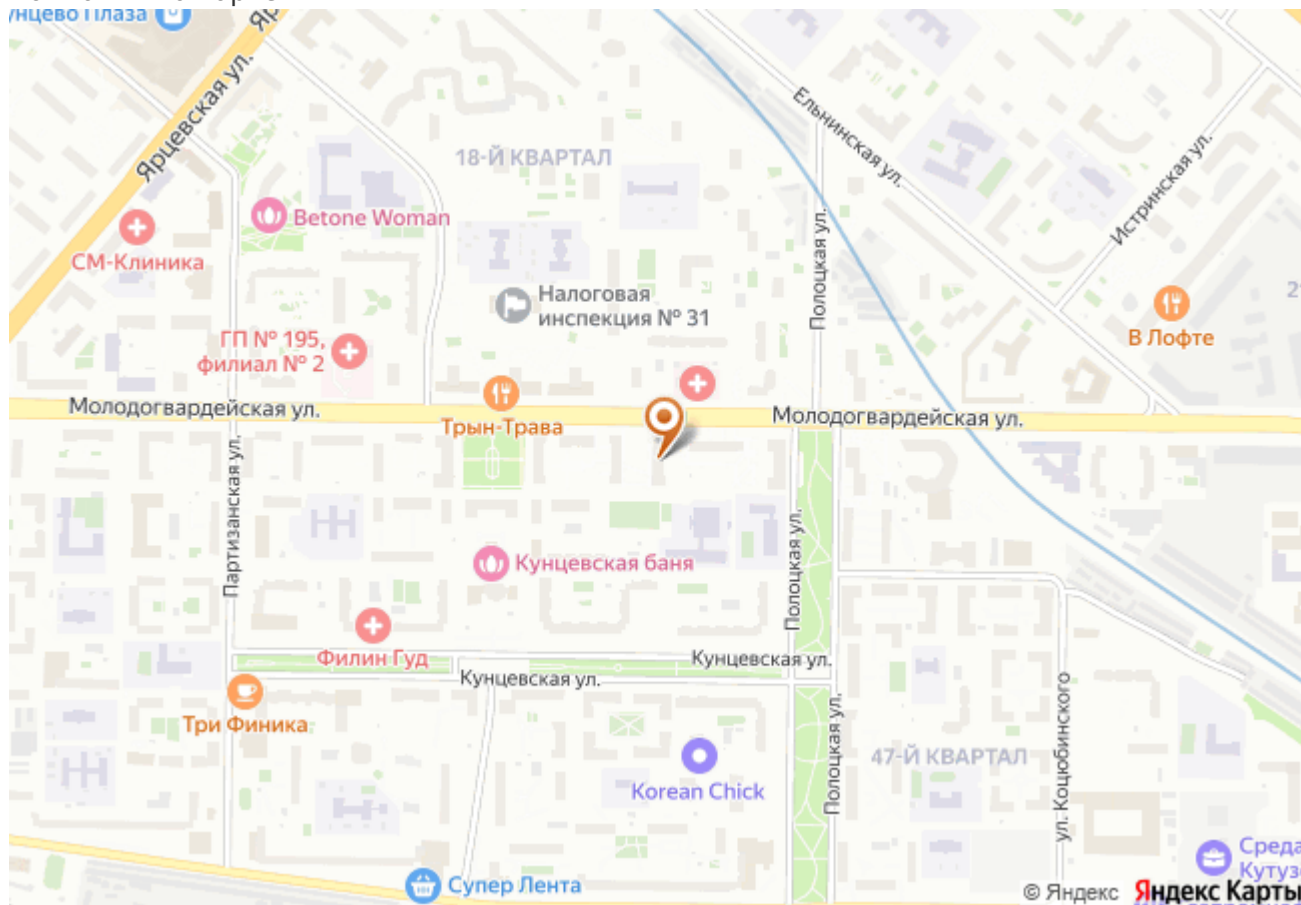 Ярцевская ул.
18-Й КВАРТАЛ
Ельнинская ул.
Истринская ул.
Полоцкая ул.
Betone Woman
СМ-Клиника
Налоговая
инспекция № 31
ГП № 195,
филиал № 2
В Лофте
Молодогвардейская ул.
Трын-Трава
Молодогвардейская ул.
Партизанская ул.
Полоцкая ул.
Кунцевская баня
Филин Гуд
Кунцевская ул.
Кунцевская ул.
Три Финика
Полоцкая ул.
47-Й КВАРТАЛ
ул. Коцюбинского
Korean Chick
Супер Лента
Среда
© Яндекс
Яндекс Карты